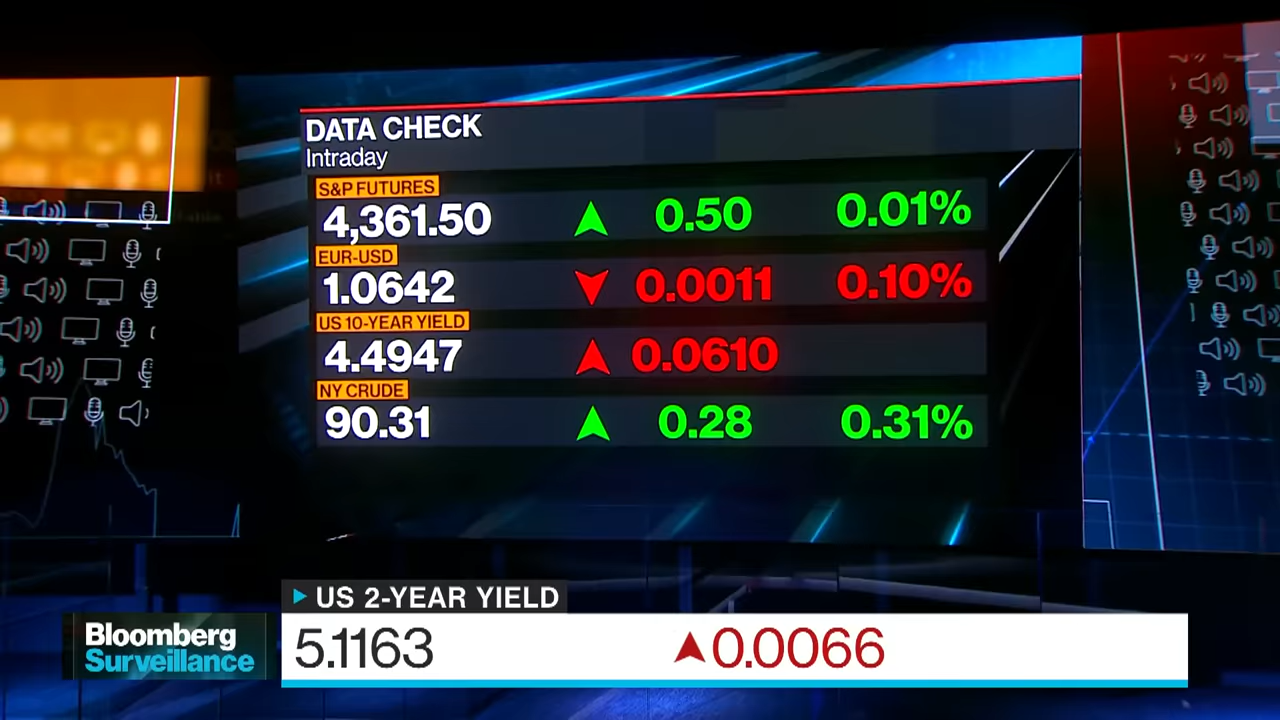 DATA CHECK
Intraday
S&P FUTURES
4,361.50 ▲ 0.50 0.01%
EUR-USD
1.0642 ▼ 0.0011 0.10%
US 10-YEAR YIELD
4.4947 ▲ 0.0610
NY CRUDE
90.31 ▲ 0.28 0.31%
US 2-YEAR YIELD
5.1163 ▲0.0066
Bloomberg
Surveillance